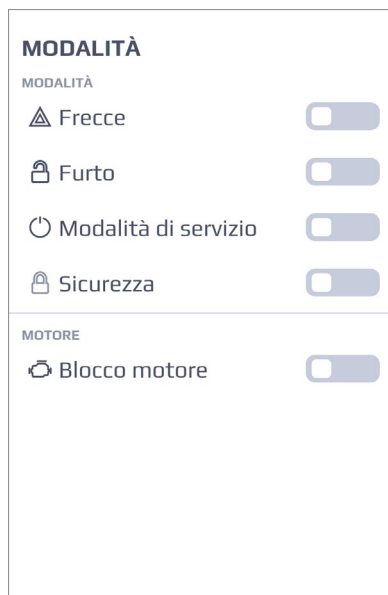 MODALITÀ
MODALITÀ
Frecce
Furto
Modalità di servizio
Sicurezza
MOTORE
Blocco motore